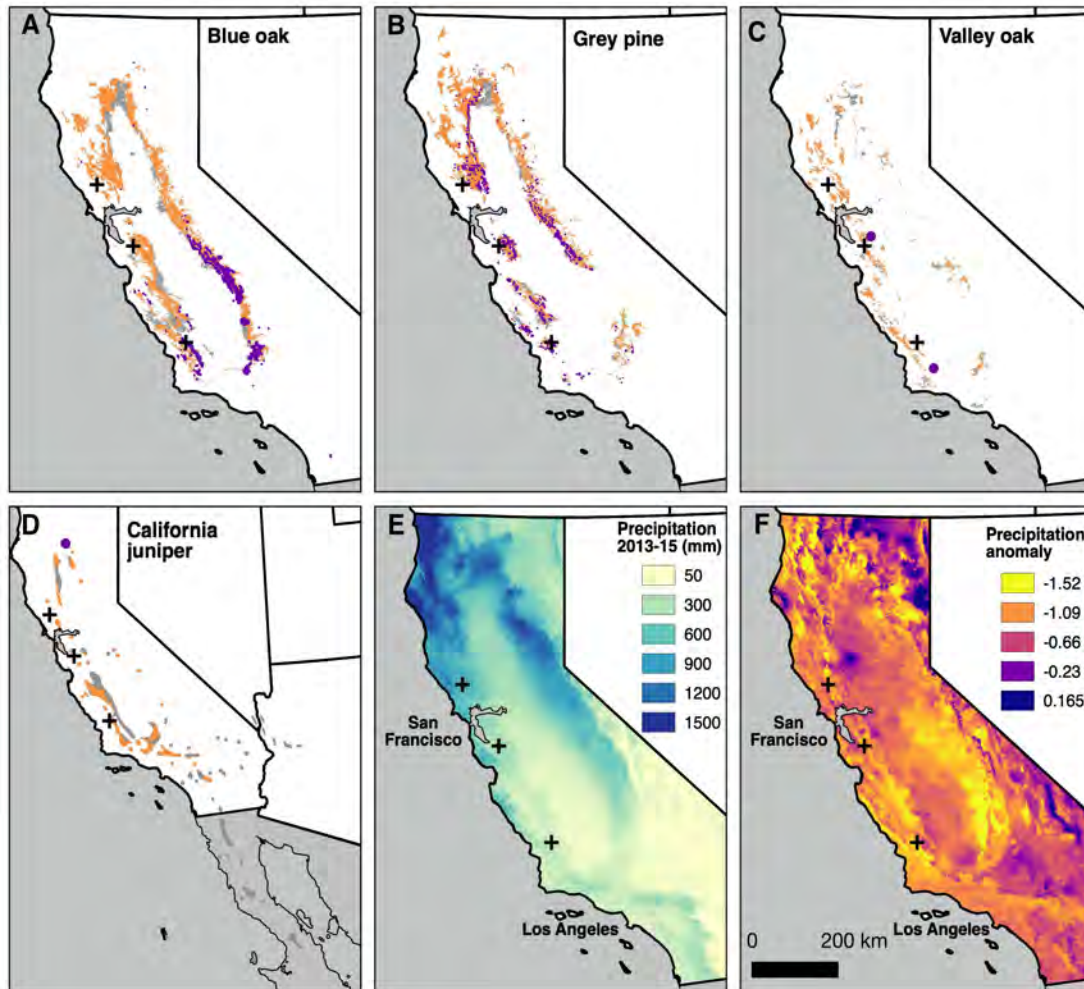 A
Blue oak
B
Grey pine
C
Valley oak
D
California
juniper
E
Precipitation
2013-15 (mm)
50
300
600
900
1200
1500
San
Francisco
Los Angeles
F
Precipitation
anomaly
-1.52
-1.09
-0.66
-0.23
0.165
San
Francisco
Los Angeles
0 200 km